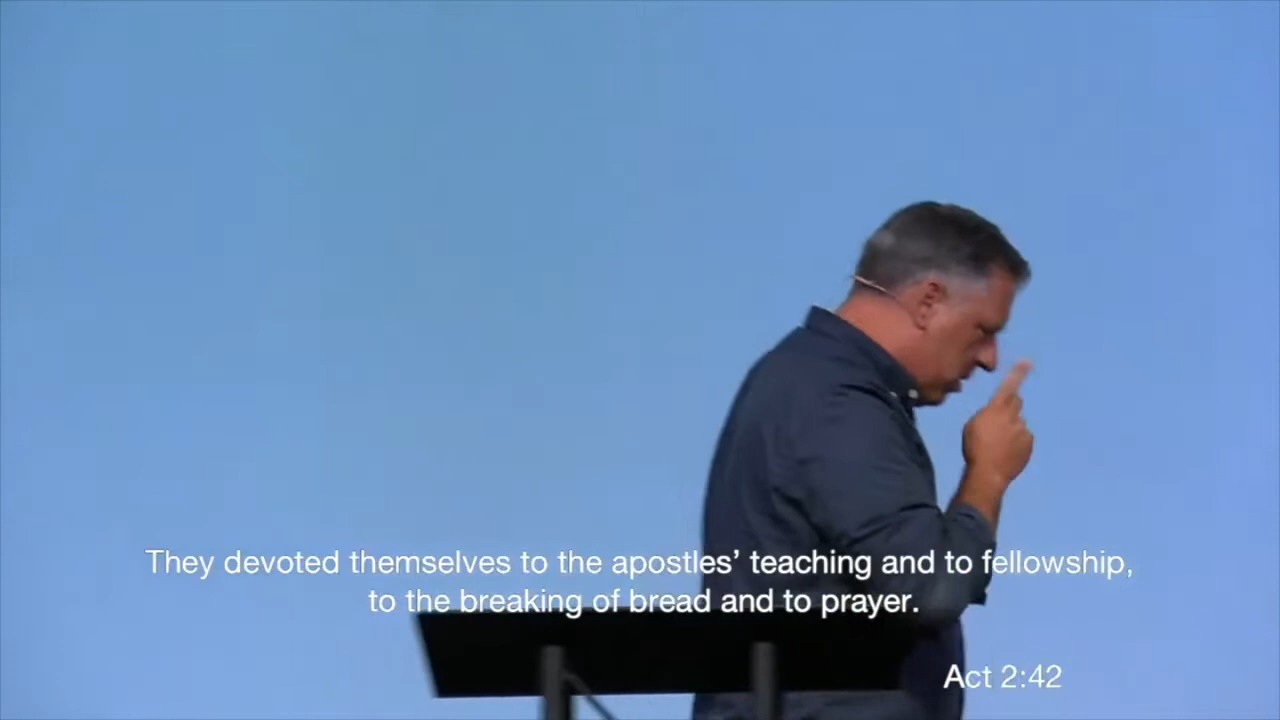 They devoted themselves to the apostles’ teaching and to fellowship,
to the breaking of bread and to prayer.
Act 2:42